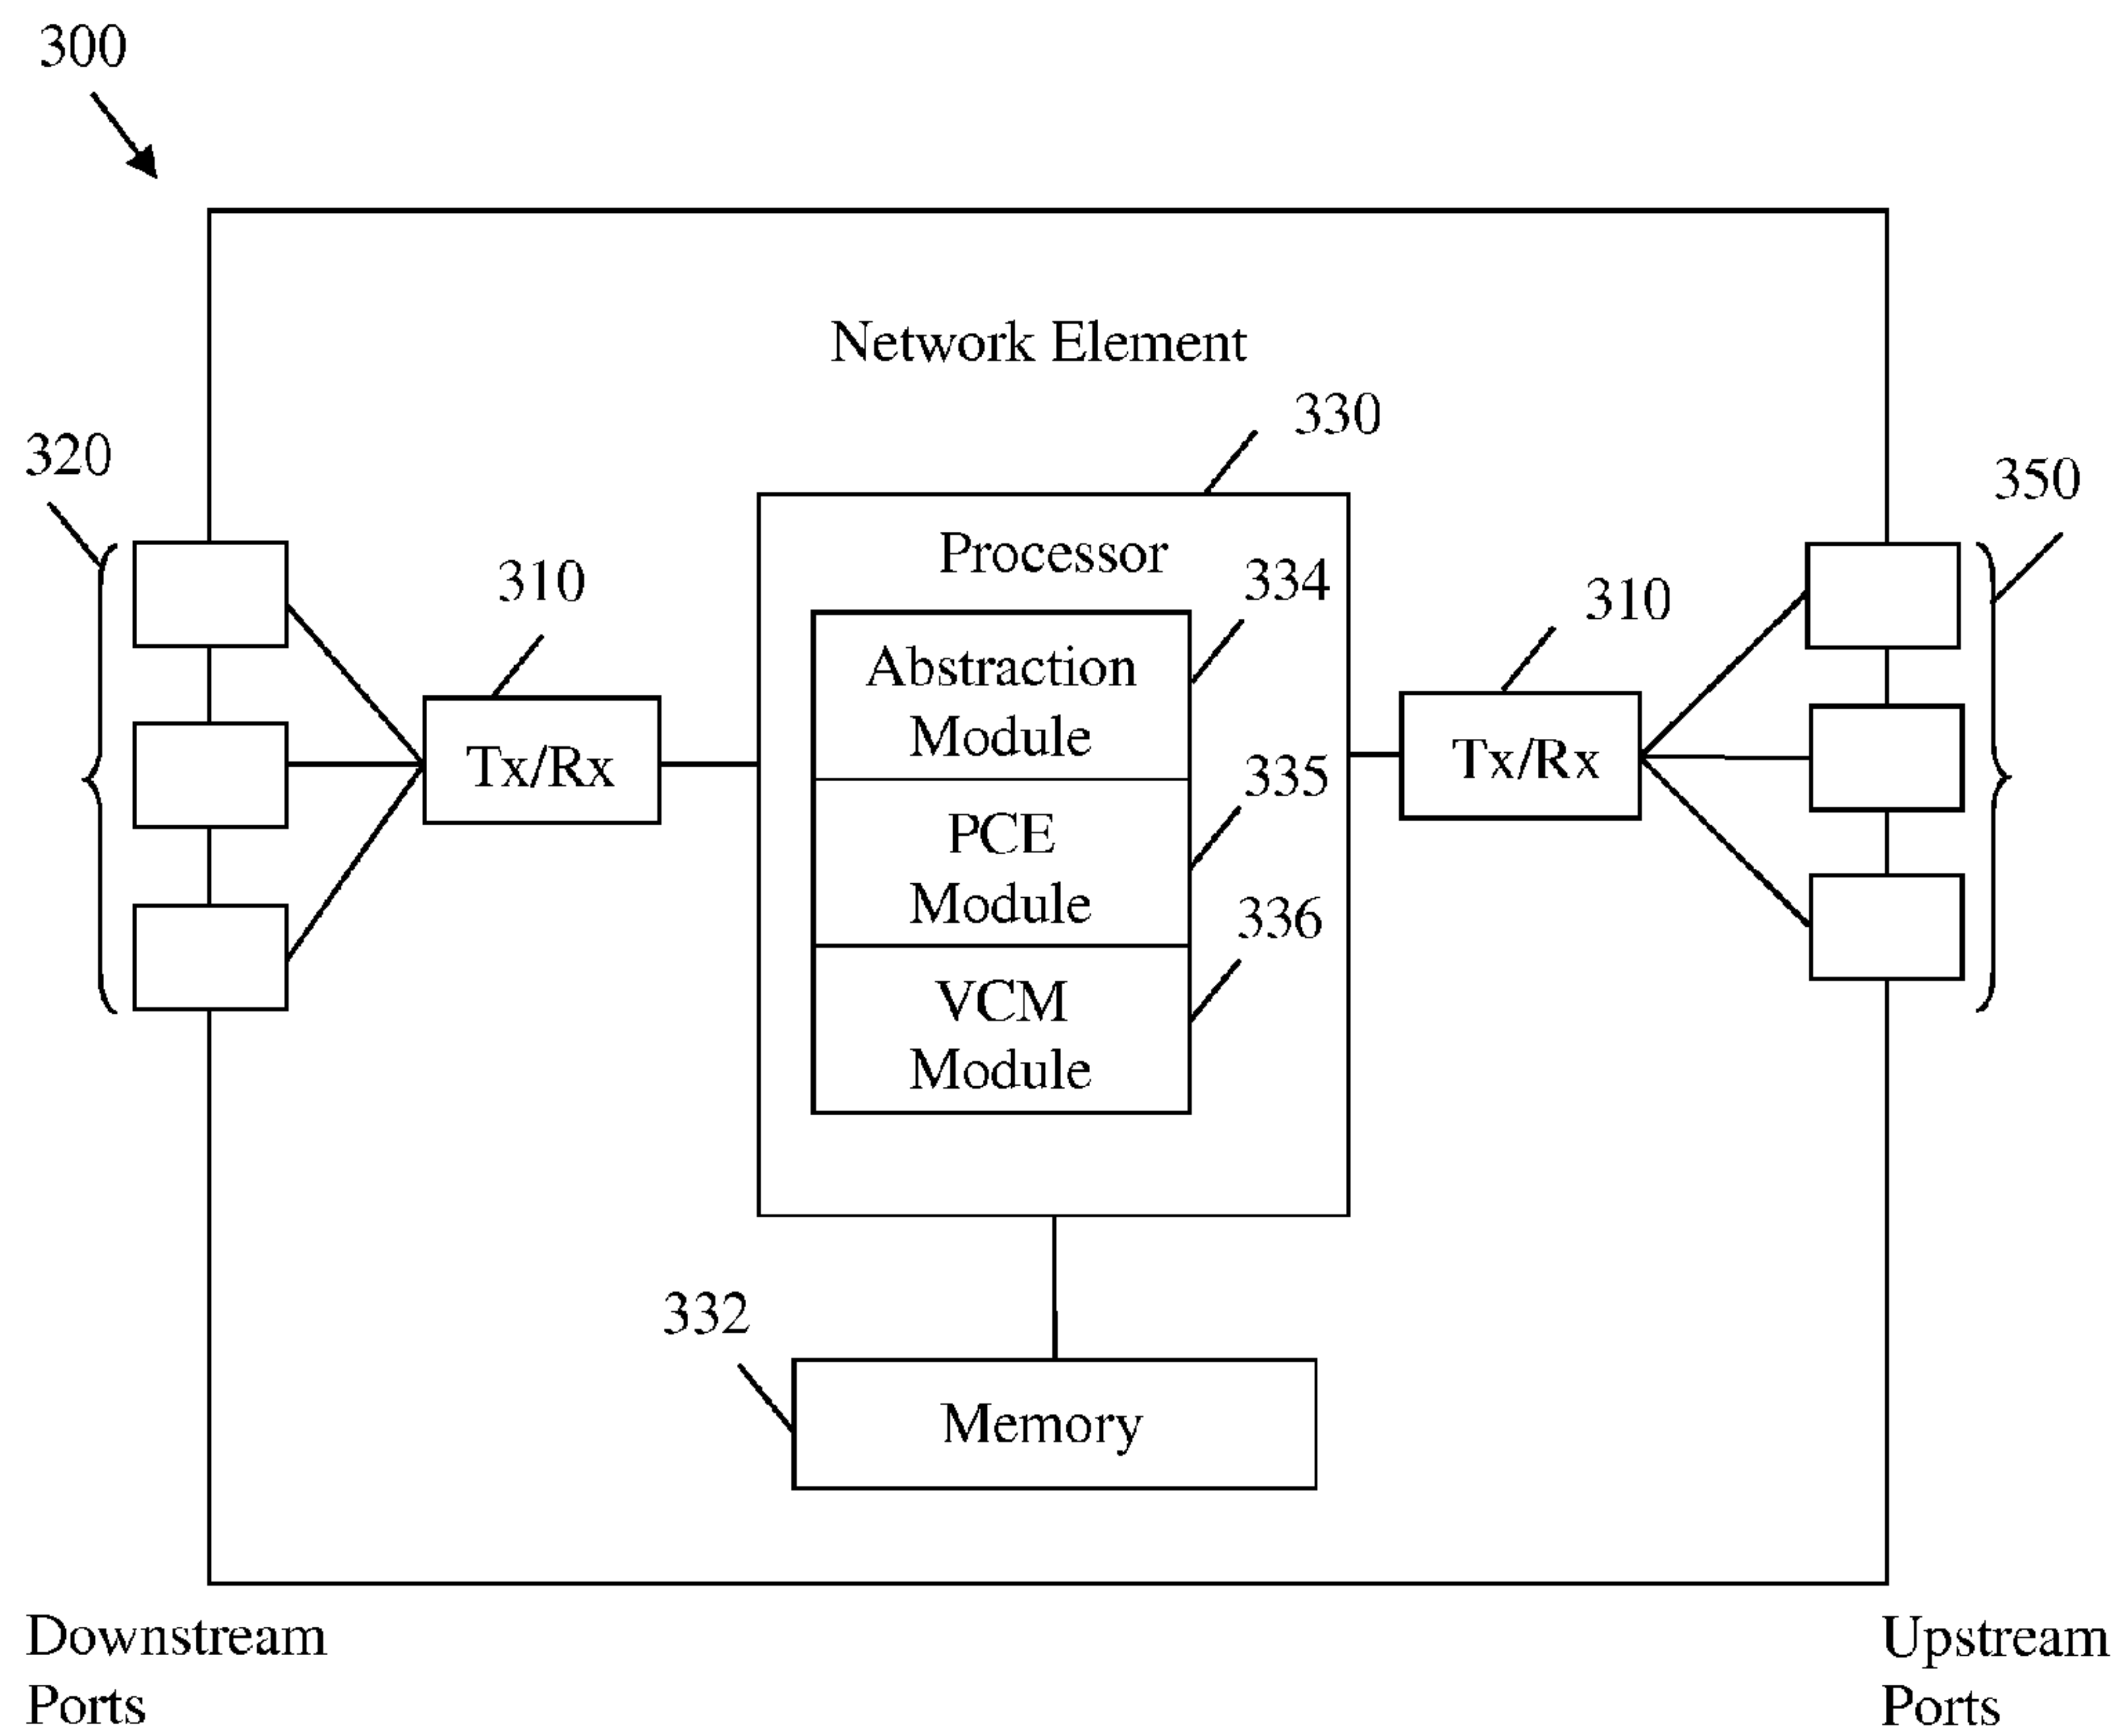 300
Network Element
330
320
350
Processor
334
310
310
Abstraction
Module
Tx/Rx
Tx/Rx
335
PCE
Module
336
VCM
Module
332
Memory
Downstream
Ports
Upstream
Ports